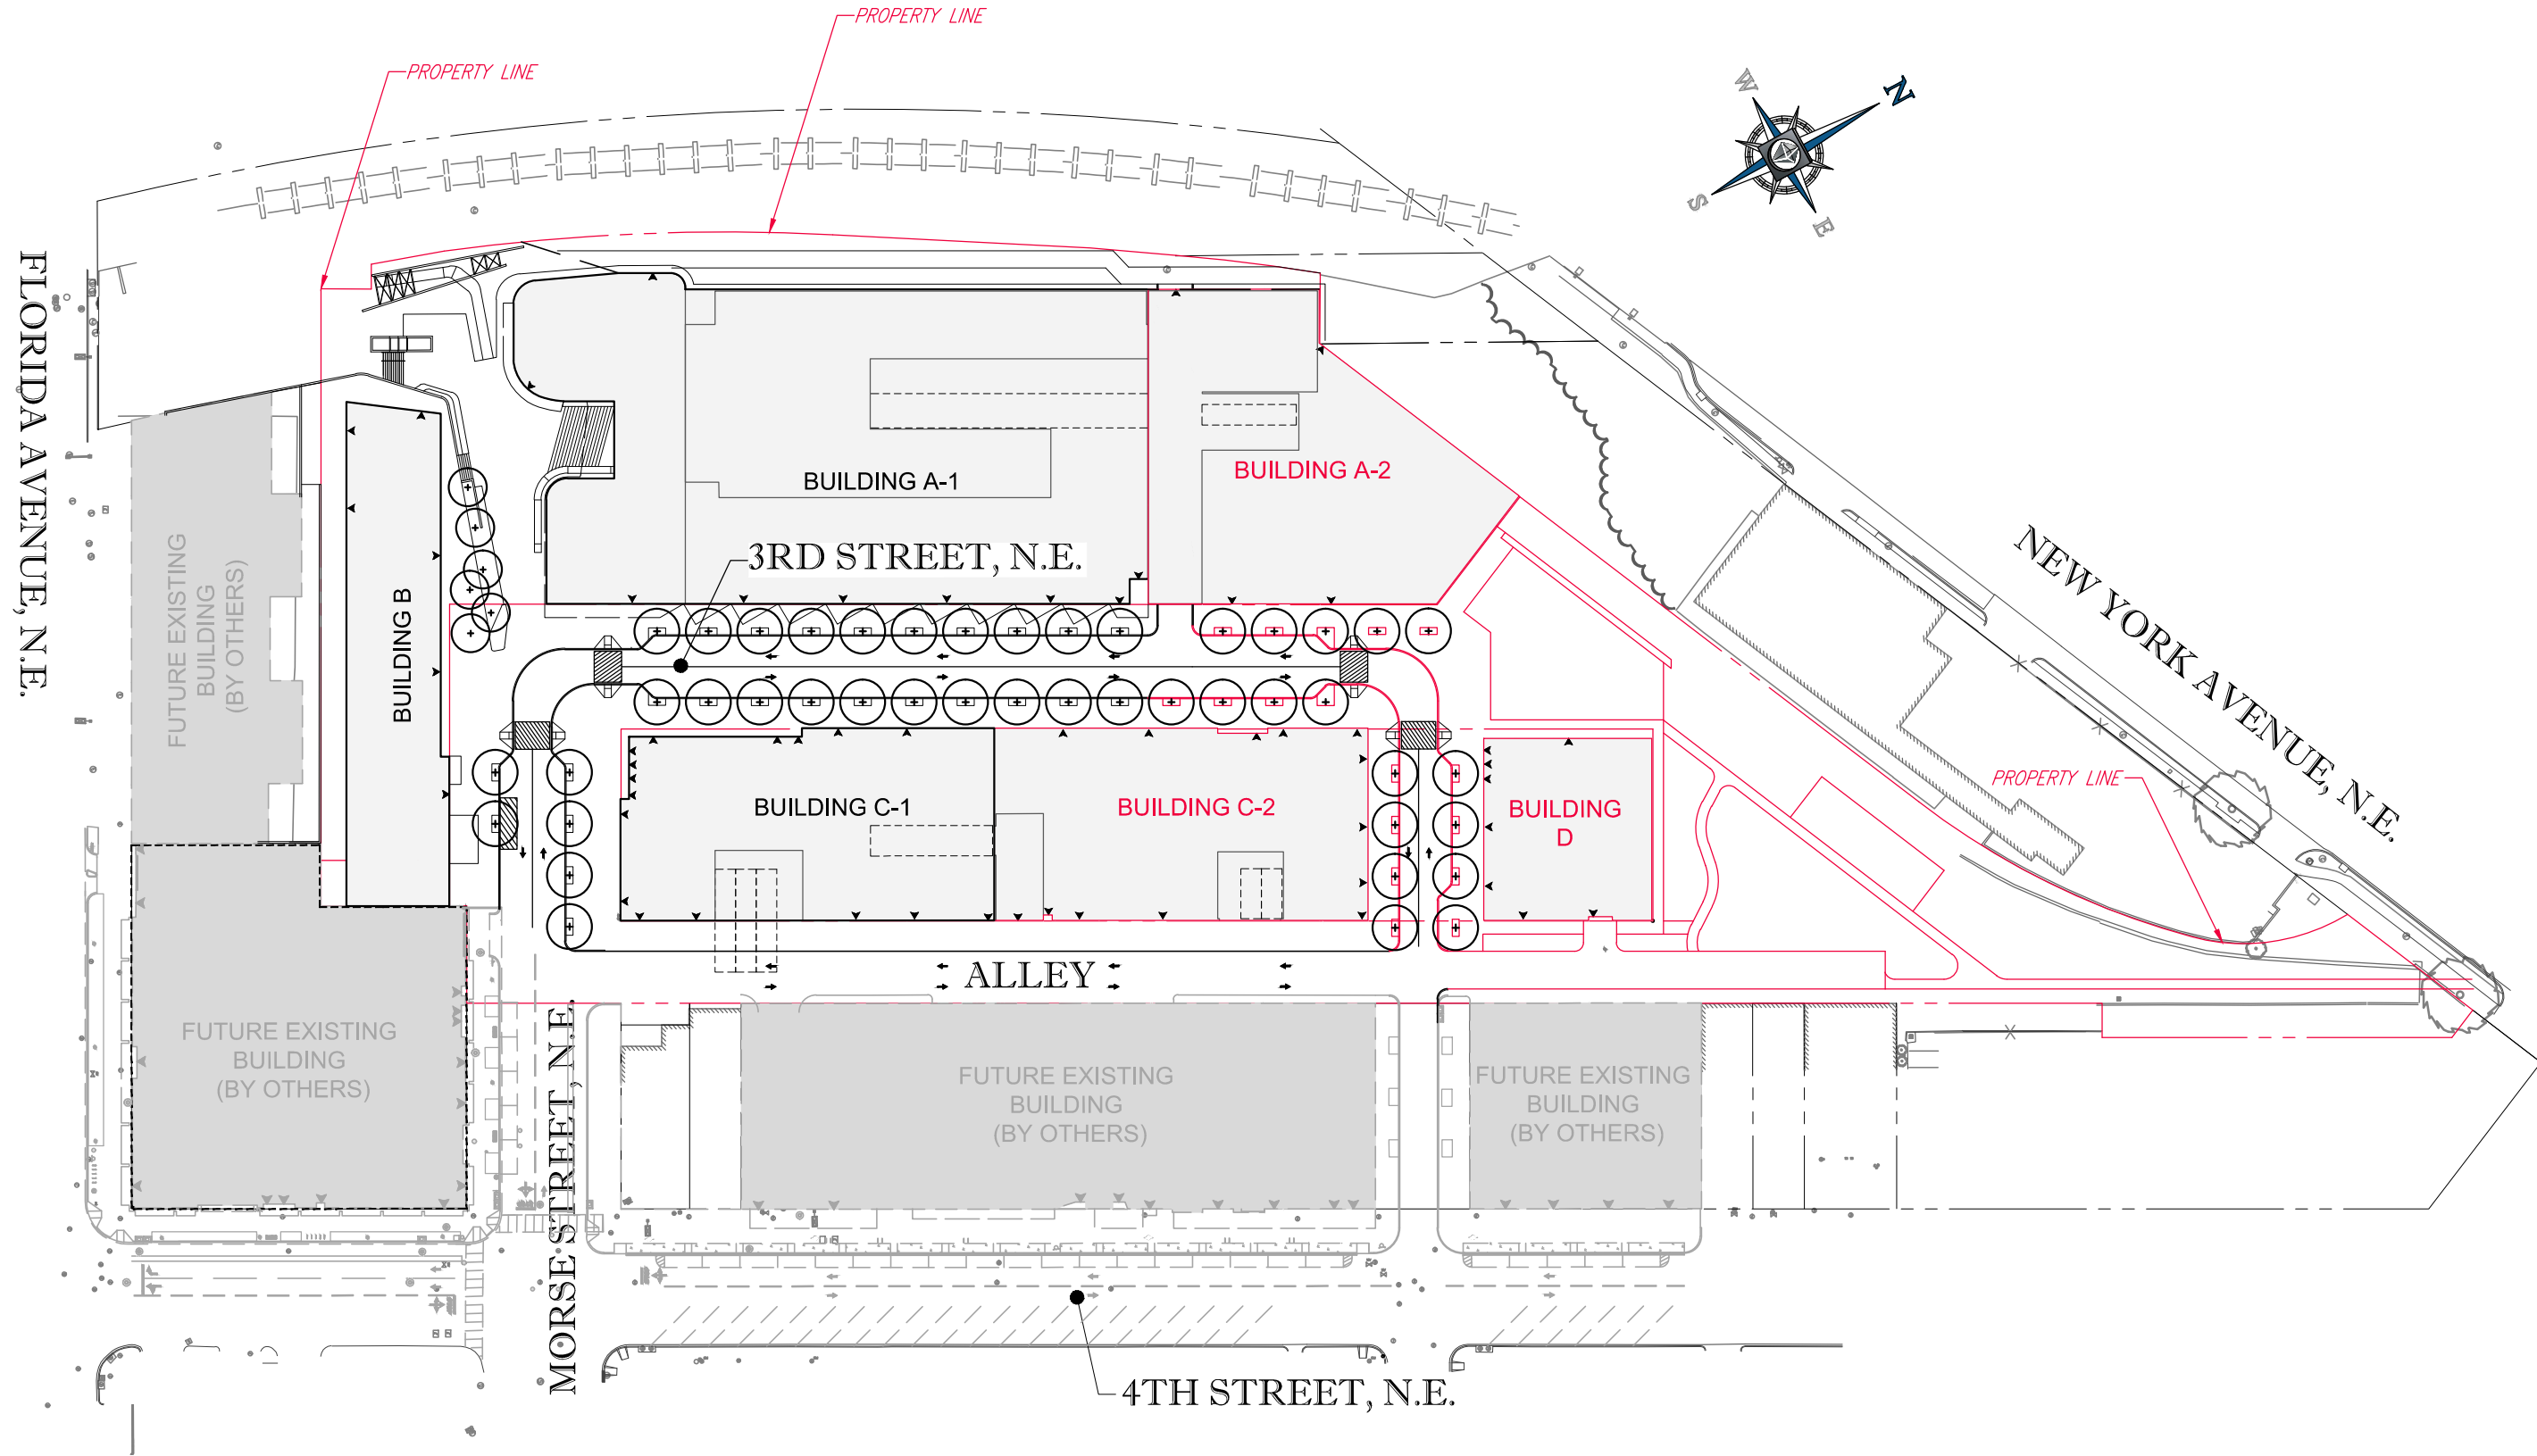 PROPERTY LINE
PROPERTY LINE
W
N
S
E
FLORIDA AVENUE, N.E.
BUILDING A-1
BUILDING A-2
3RD STREET, N.E.
FUTURE EXISTING
BUILDING
(BY OTHERS)
BUILDING B
NEW YORK AVENUE, N.E.
PROPERTY LINE
BUILDING C-1
BUILDING C-2
BUILDING
D
ALLEY
FUTURE EXISTING
BUILDING
(BY OTHERS)
MORSE STREET, N.E.
FUTURE EXISTING
BUILDING
(BY OTHERS)
FUTURE EXISTING
BUILDING
(BY OTHERS)
4TH STREET, N.E.